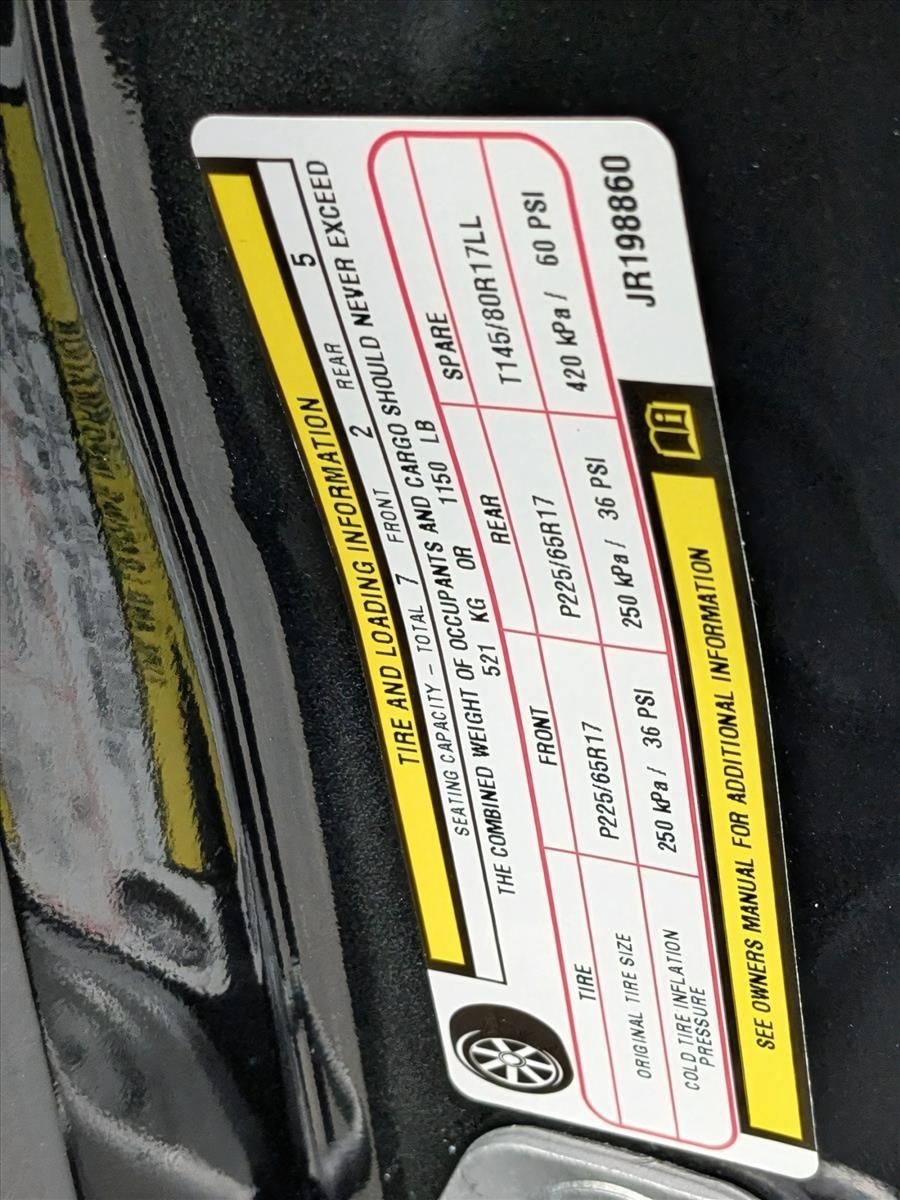 TIRE AND LOADING INFORMATION
SEATING CAPACITY – TOTAL 7 FRONT 2 REAR 5
THE COMBINED WEIGHT OF OCCUPANTS AND CARGO SHOULD NEVER EXCEED
521 KG OR 1150 LB
TIRE FRONT REAR SPARE
ORIGINAL TIRE SIZE P225/65R17 P225/65R17 T145/80R17LL
COLD TIRE INFLATION PRESSURE 250 kPa / 36 PSI 250 kPa / 36 PSI 420 kPa / 60 PSI
SEE OWNERS MANUAL FOR ADDITIONAL INFORMATION
JR198860